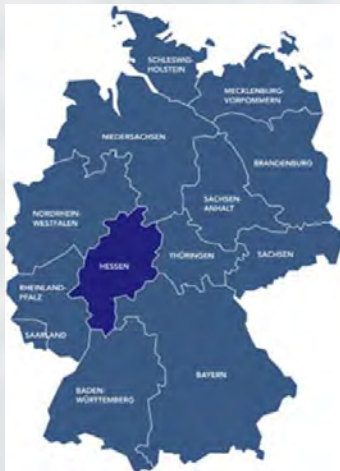 SCHLESWIG-
HOLSTEIN
MECKLENBURG-
VORPOMMERN
NIEDERSACHSEN
BRANDENBURG
SACHSEN-
ANHALT
NORDRHEIN-
WESTFALEN
HESSEN
THÜRINGEN
SACHSEN
RHEINLAND-
PFALZ
SAARLAND
BAYERN
BADEN-
WÜRTTEMBERG